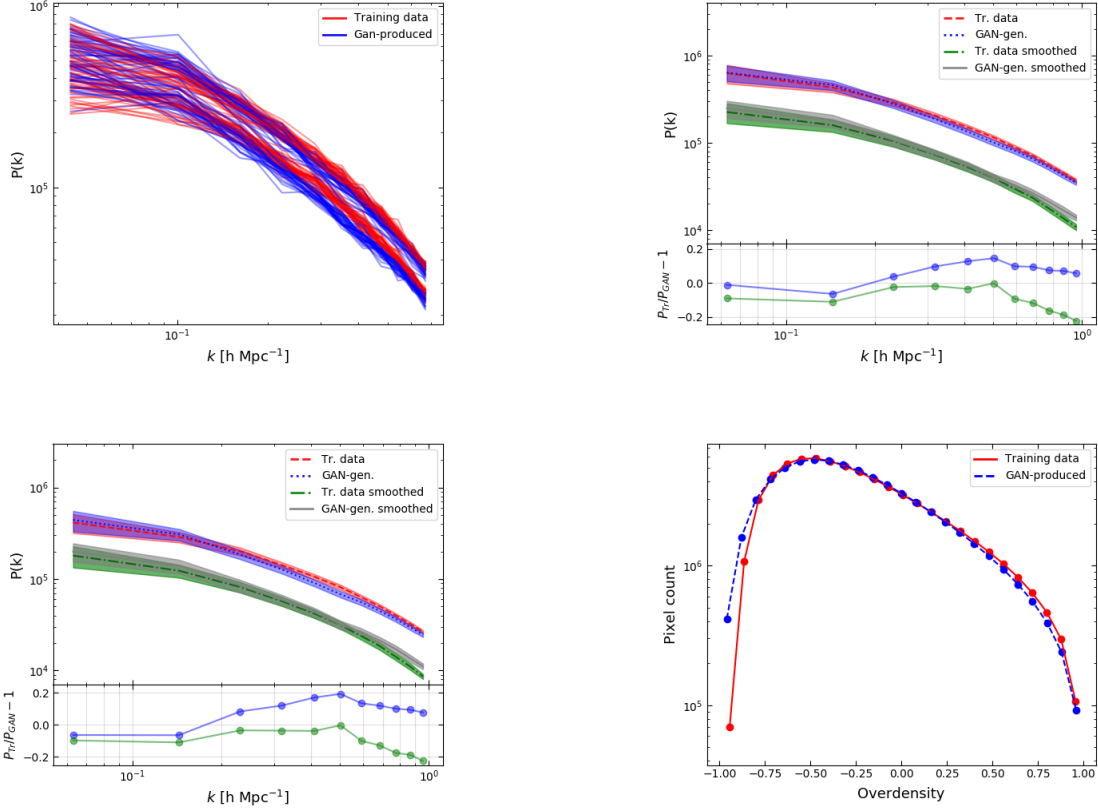 10⁶
Training data
Gan-produced
P(k)
10⁵
10⁻¹
k [h Mpc⁻¹]
Tr. data
GAN-gen.
Tr. data smoothed
GAN-gen. smoothed
10⁶
P(k)
10⁵
10⁴
0.2
0.0
−0.2
P_Tr/P_GAN − 1
10⁻¹
10⁰
k [h Mpc⁻¹]
Tr. data
GAN-gen.
Tr. data smoothed
GAN-gen. smoothed
10⁶
P(k)
10⁵
10⁴
0.2
0.0
−0.2
P_Tr/P_GAN − 1
10⁻¹
10⁰
k [h Mpc⁻¹]
Training data
GAN-produced
Pixel count
10⁶
10⁵
−1.00 −0.75 −0.50 −0.25 0.00 0.25 0.50 0.75 1.00
Overdensity